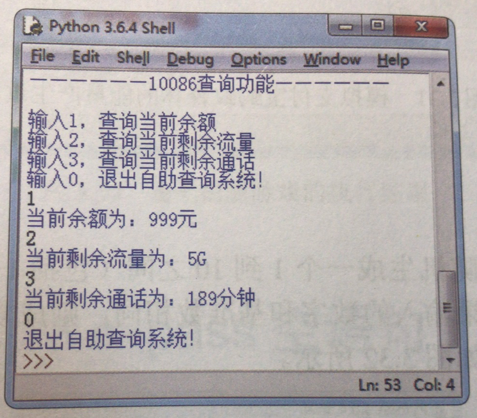 Python 3.6.4 Shell
File Edit Shell Debug Options Window Help
——————10086查询功能——————
输入1，查询当前余额
输入2，查询当前剩余流量
输入3，查询当前剩余通话
输入0，退出自助查询系统！
1
当前余额为：999元
2
当前剩余流量为：5G
3
当前剩余通话为：189分钟
0
退出自助查询系统！
>>>
Ln: 53 Col: 4